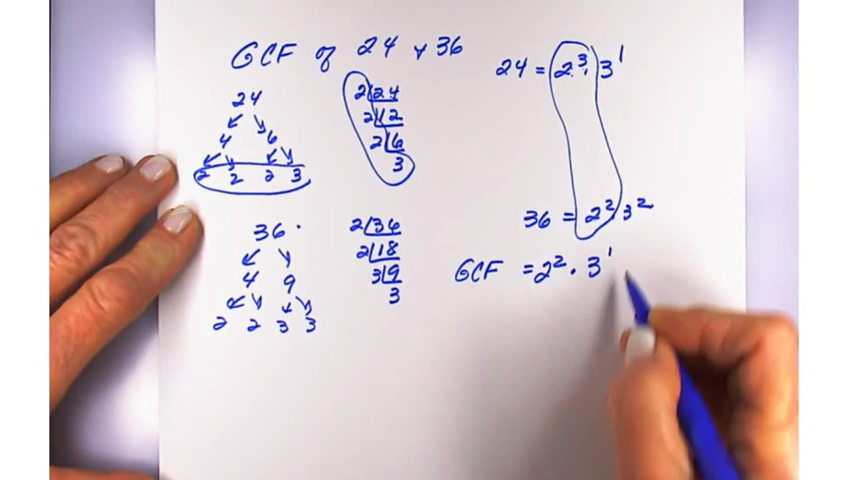 GCF of 24 + 36
24
4 6
2 2 2 3
2 24
2 12
2 6
3
24 = 2³· 3¹
36 ·
4 9
2 2 3 3
2 36
2 18
3 9
3
36 = 2² 3²
GCF = 2² · 3¹